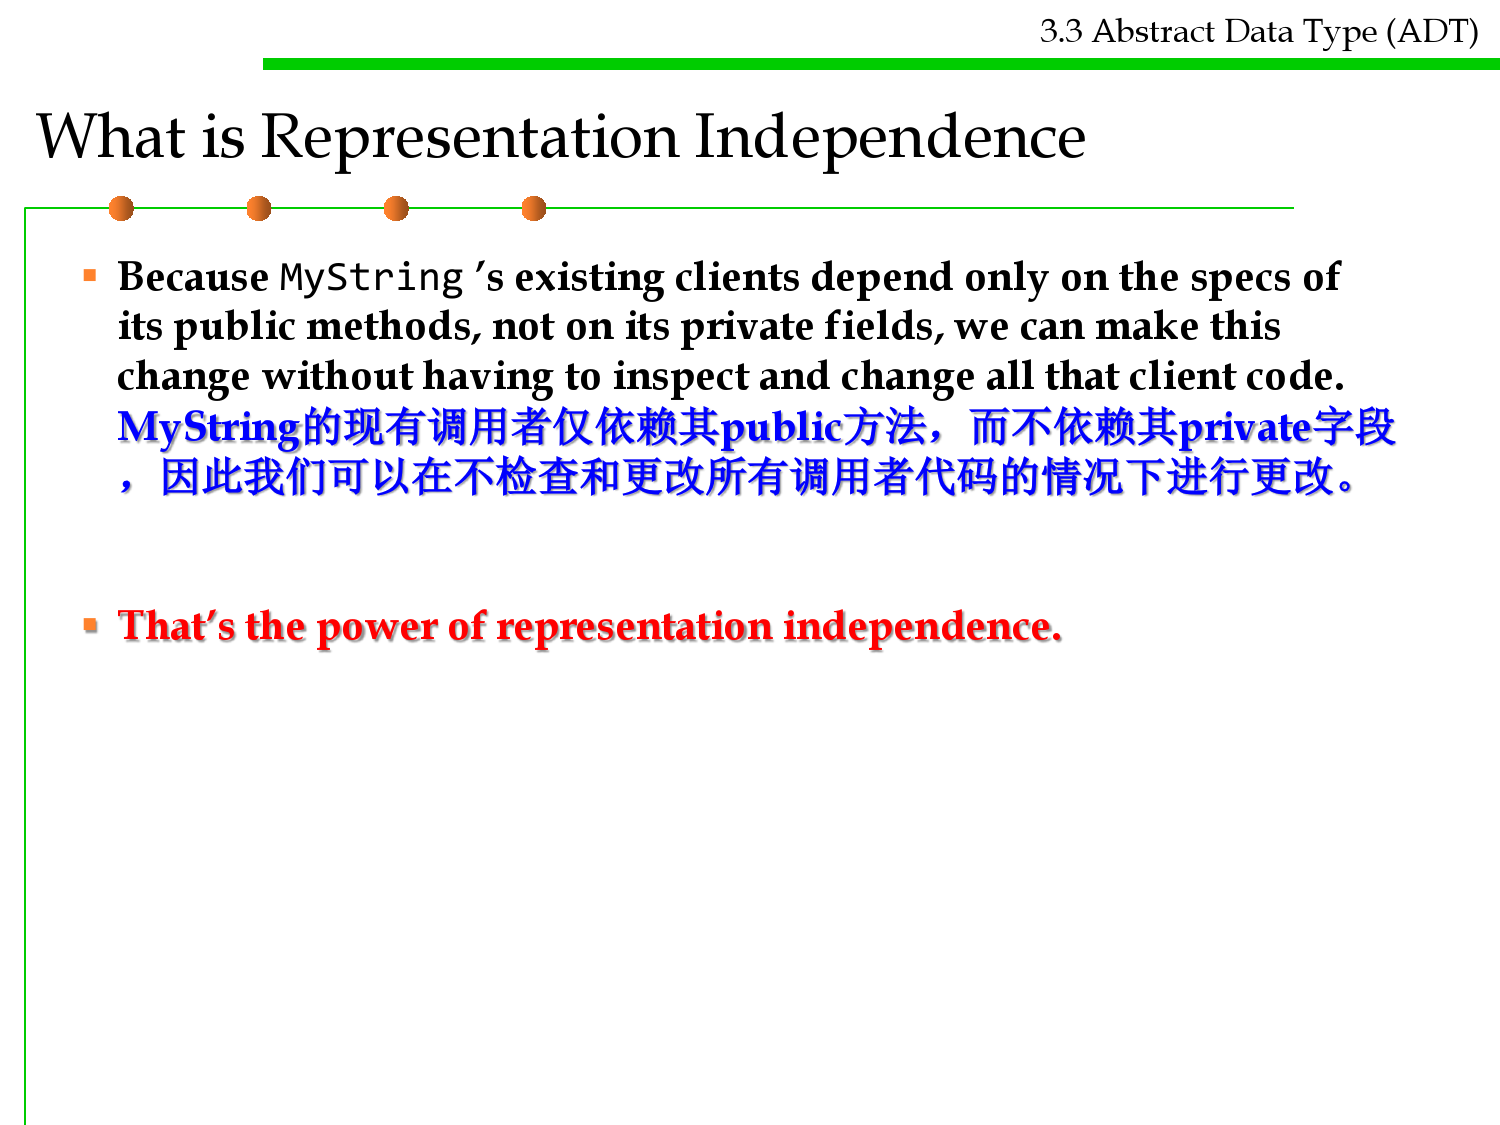 3.3 Abstract Data Type (ADT)
What is Representation Independence
▪ Because MyString ’s existing clients depend only on the specs of
its public methods, not on its private fields, we can make this
change without having to inspect and change all that client code.
MyString的现有调用者仅依赖其public方法，而不依赖其private字段
，因此我们可以在不检查和更改所有调用者代码的情况下进行更改。
▪ That’s the power of representation independence.